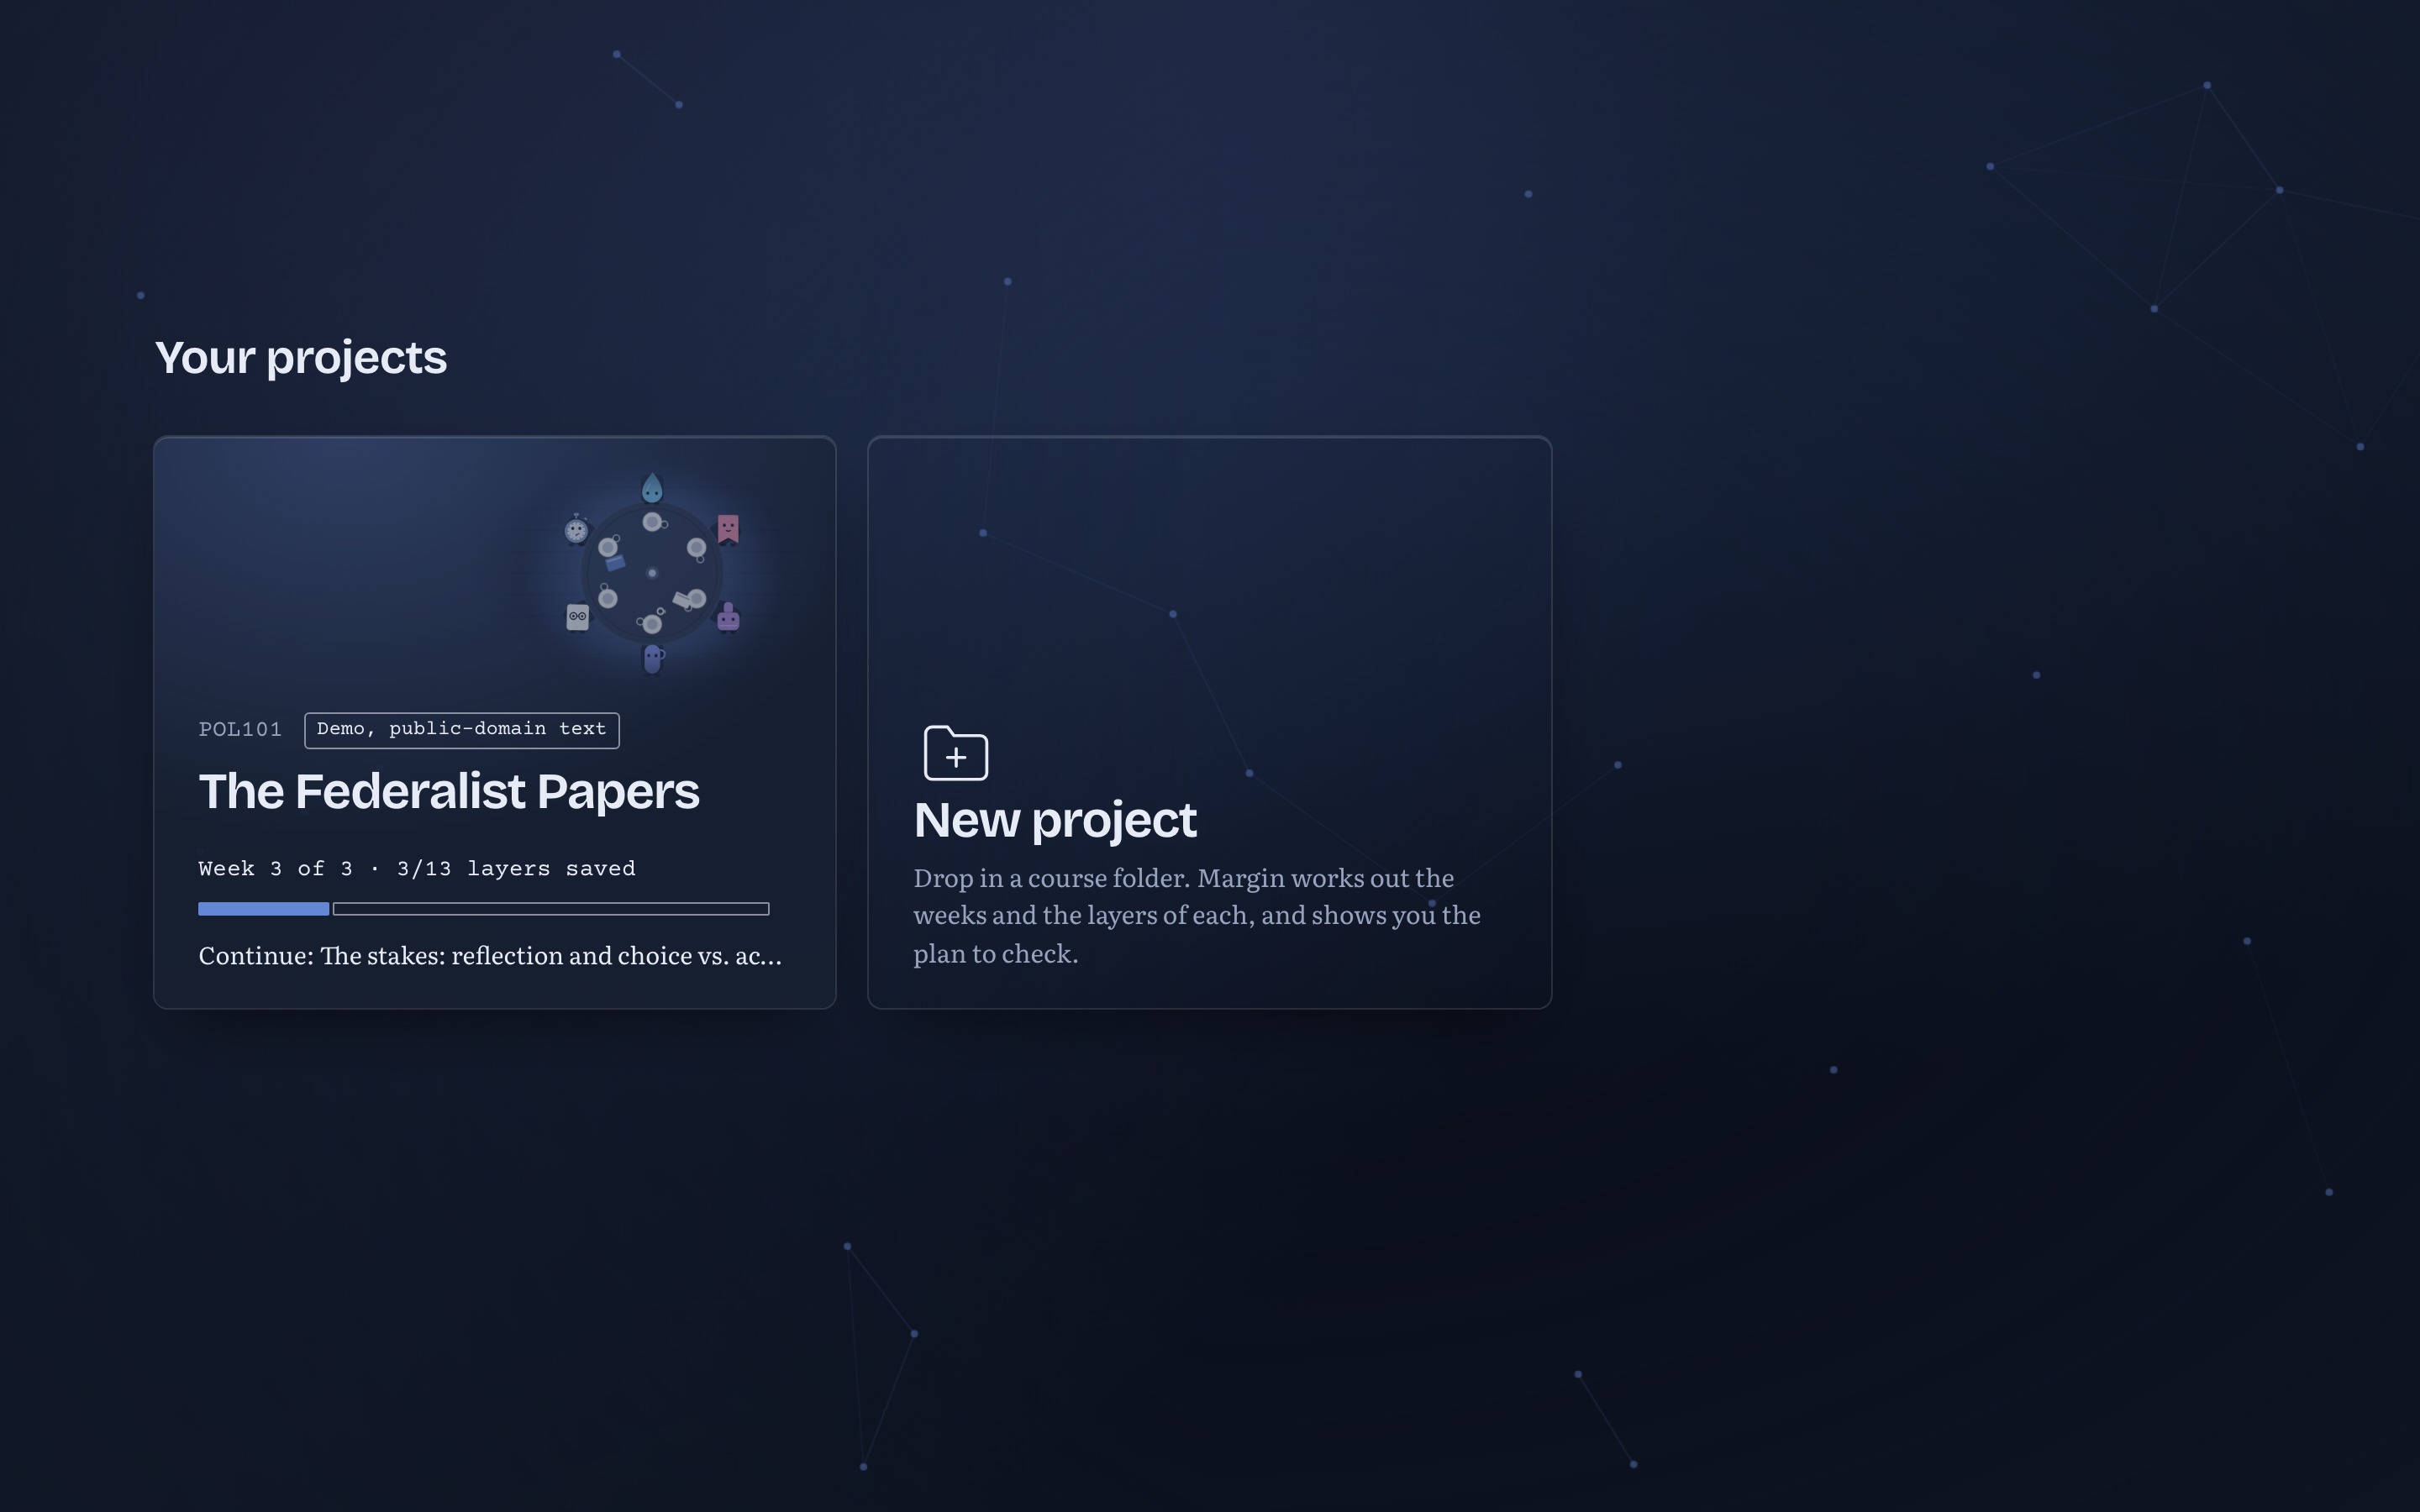 Your projects
POL101
Demo, public-domain text
The Federalist Papers
Week 3 of 3 · 3/13 layers saved
Continue: The stakes: reflection and choice vs. ac…
New project
Drop in a course folder. Margin works out the
weeks and the layers of each, and shows you the
plan to check.